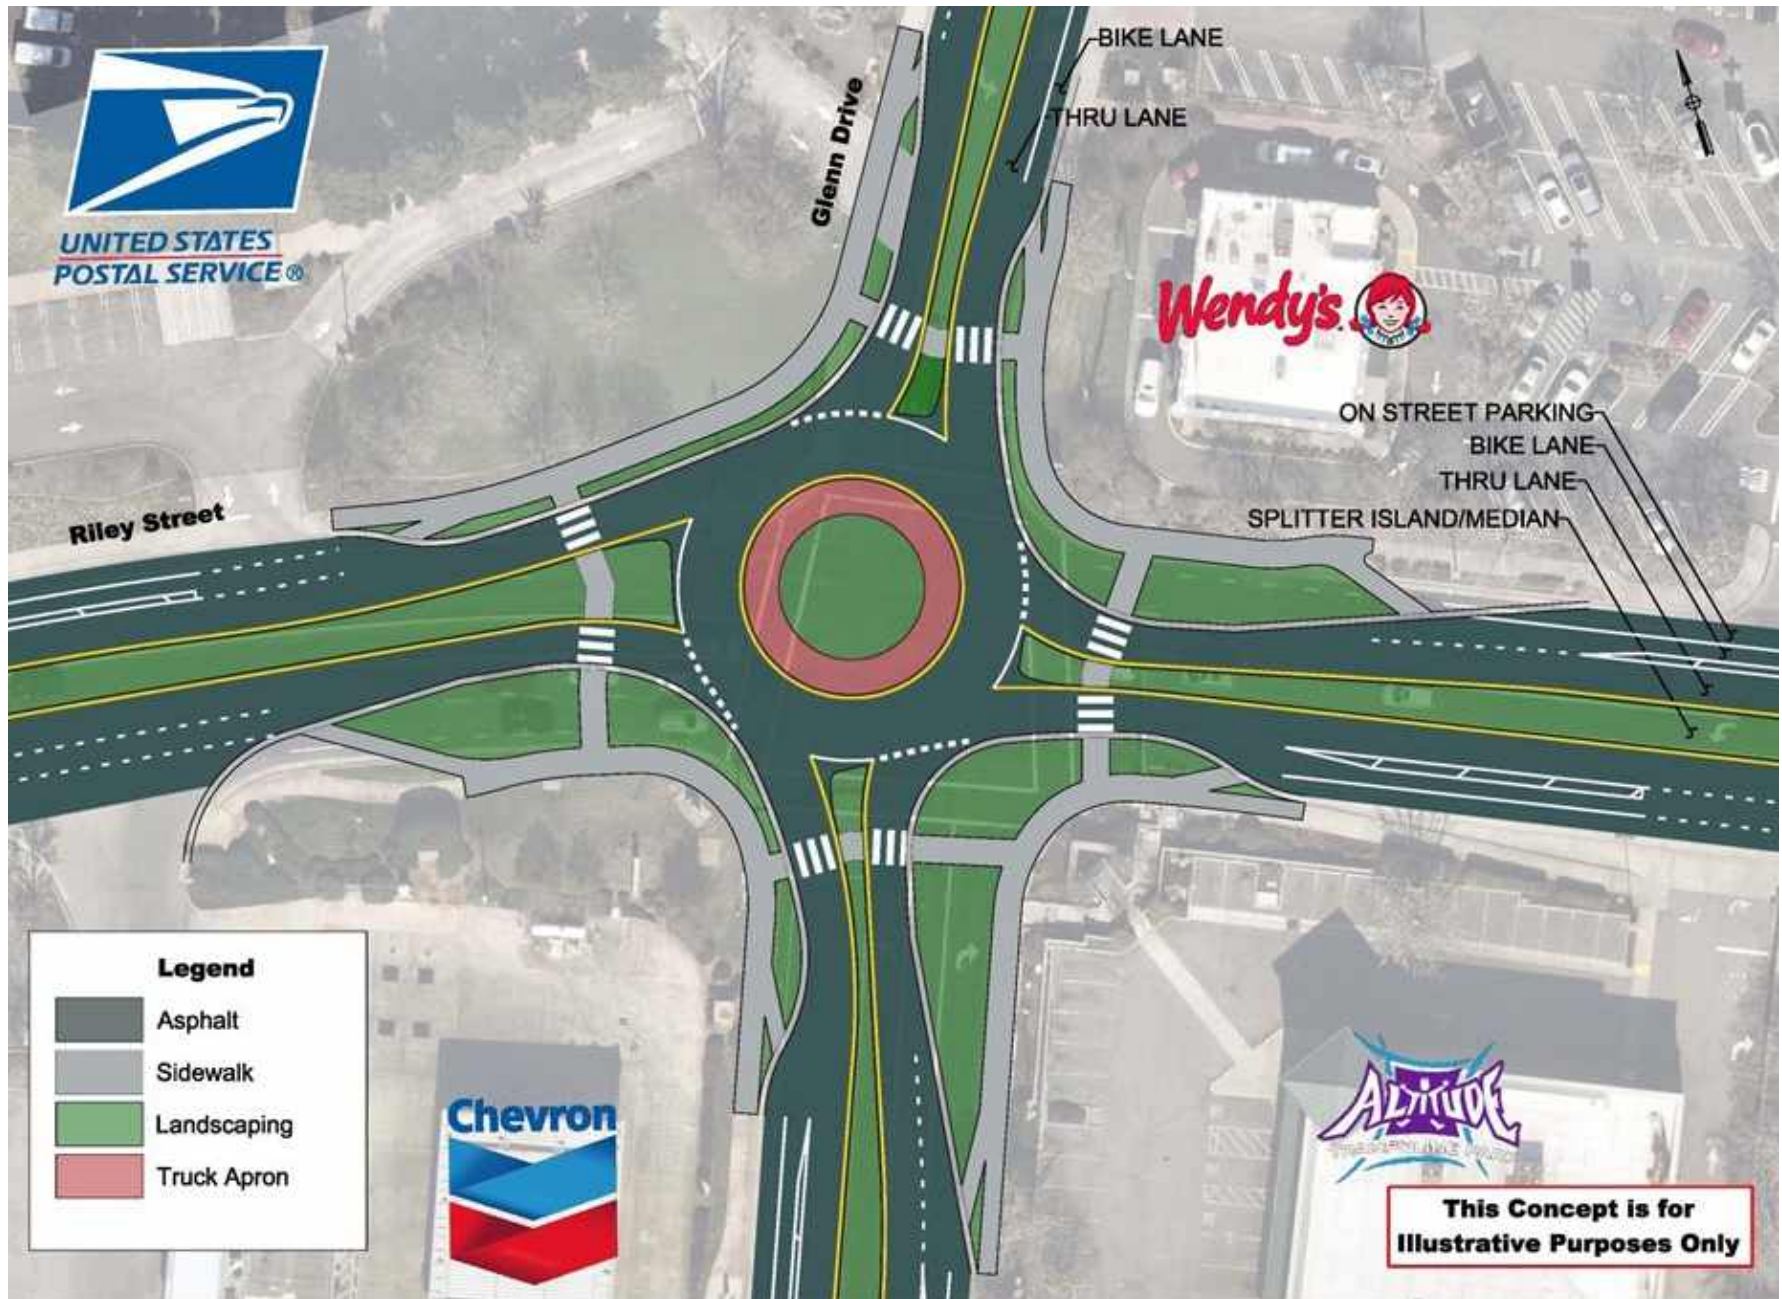 BIKE LANE
THRU LANE
Glenn Drive
UNITED STATES
POSTAL SERVICE®
Wendy's
ON STREET PARKING
BIKE LANE
THRU LANE
SPLITTER ISLAND/MEDIAN
Riley Street
Legend
Asphalt
Sidewalk
Landscaping
Truck Apron
Chevron
ALTITUDE
TRAMPOLINE PARK
This Concept is for
Illustrative Purposes Only